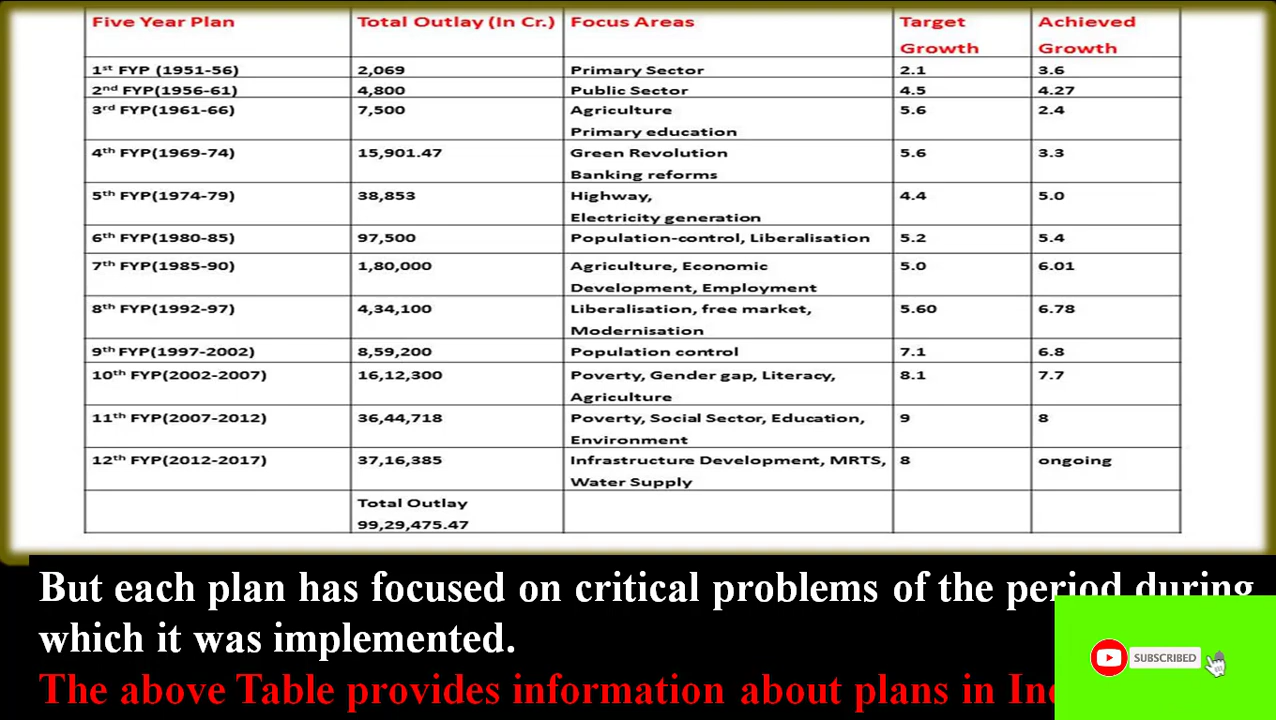 Five Year Plan Total Outlay (In Cr.) Focus Areas Target Growth Achieved Growth
1st FYP (1951-56) 2,069 Primary Sector 2.1 3.6
2nd FYP(1956-61) 4,800 Public Sector 4.5 4.27
3rd FYP(1961-66) 7,500 Agriculture 5.6 2.4
Primary education
4th FYP(1969-74) 15,901.47 Green Revolution 5.6 3.3
Banking reforms
5th FYP(1974-79) 38,853 Highway, 4.4 5.0
Electricity generation
6th FYP(1980-85) 97,500 Population-control, Liberalisation 5.2 5.4
7th FYP(1985-90) 1,80,000 Agriculture, Economic 5.0 6.01
Development, Employment
8th FYP(1992-97) 4,34,100 Liberalisation, free market, 5.60 6.78
Modernisation
9th FYP(1997-2002) 8,59,200 Population control 7.1 6.8
10th FYP(2002-2007) 16,12,300 Poverty, Gender gap, Literacy, 8.1 7.7
Agriculture
11th FYP(2007-2012) 36,44,718 Poverty, Social Sector, Education, 9 8
Environment
12th FYP(2012-2017) 37,16,385 Infrastructure Development, MRTS, 8 ongoing
Water Supply
Total Outlay
99,29,475.47
But each plan has focused on critical problems of the period during
which it was implemented.
The above Table provides information about plans in
SUBSCRIBED